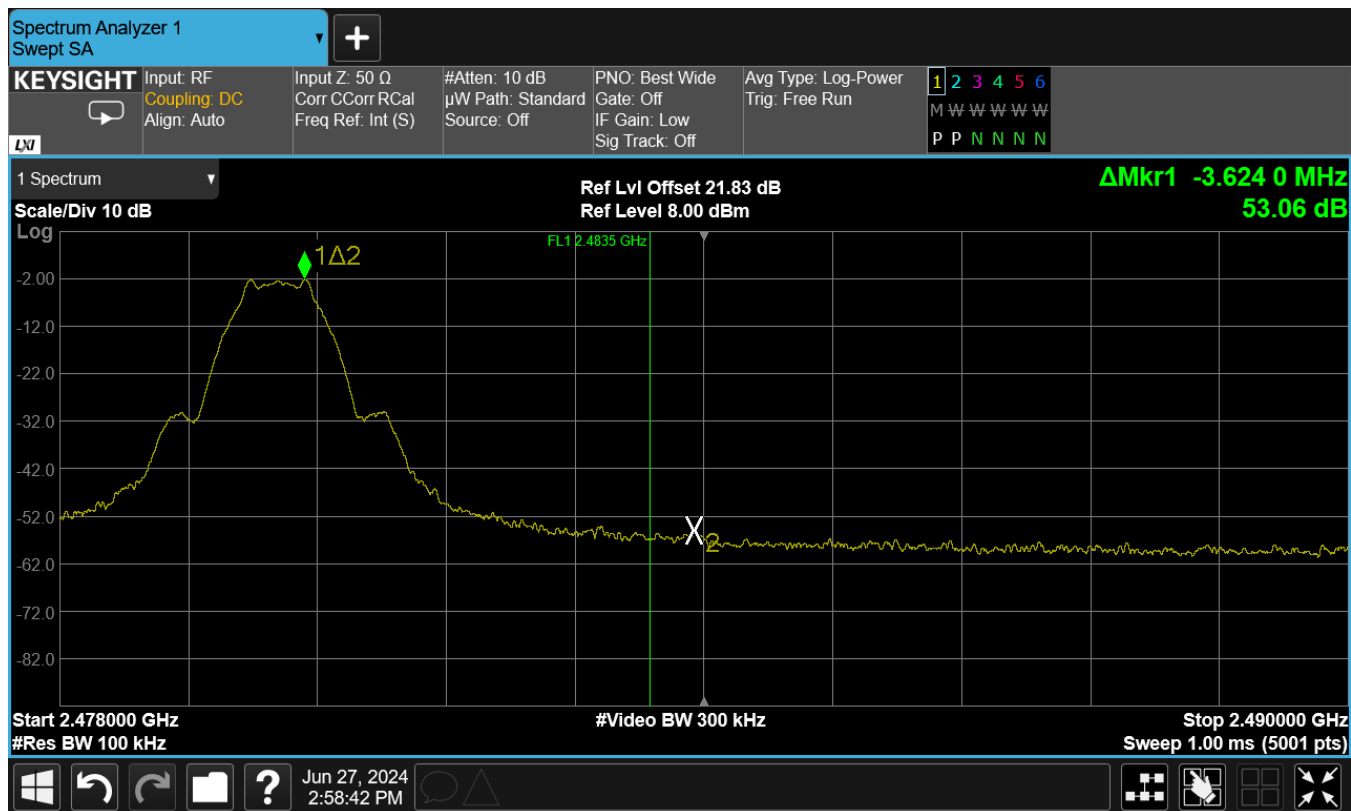 Spectrum Analyzer 1
Swept SA
KEYSIGHT
LXI
Input: RF
Coupling: DC
Align: Auto
Input Z: 50 Ω
Corr CCorr RCal
Freq Ref: Int (S)
#Atten: 10 dB
µW Path: Standard
Source: Off
PNO: Best Wide
Gate: Off
IF Gain: Low
Sig Track: Off
Avg Type: Log-Power
Trig: Free Run
1 2 3 4 5 6
M W W W W W
P P N N N N
1 Spectrum
Scale/Div 10 dB
Log
Ref Lvl Offset 21.83 dB
Ref Level 8.00 dBm
ΔMkr1 -3.624 0 MHz
53.06 dB
FL1 2.4835 GHz
1Δ2
-2.00
-12.0
-22.0
-32.0
-42.0
-52.0
2
-62.0
-72.0
-82.0
Start 2.478000 GHz
#Res BW 100 kHz
#Video BW 300 kHz
Stop 2.490000 GHz
Sweep 1.00 ms (5001 pts)
?
Jun 27, 2024
2:58:42 PM